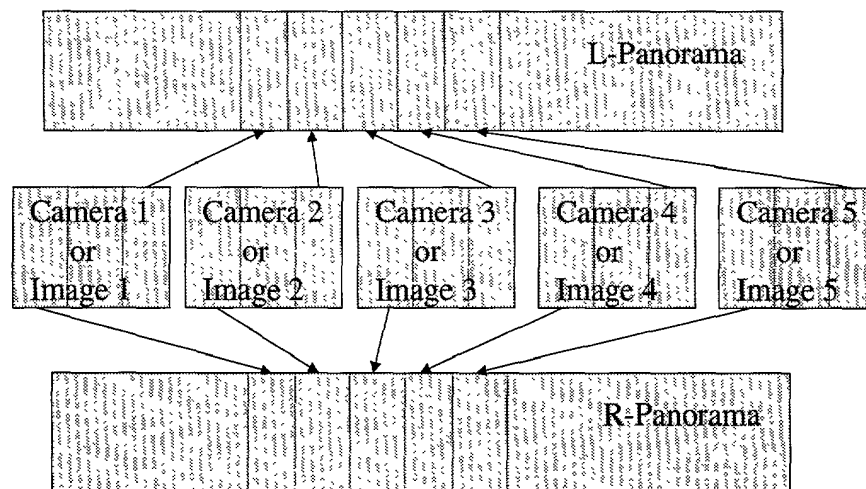 L-Panorama
Camera 1
or
Image 1
Camera 2
or
Image 2
Camera 3
or
Image 3
Camera 4
or
Image 4
Camera 5
or
Image 5
R-Panorama